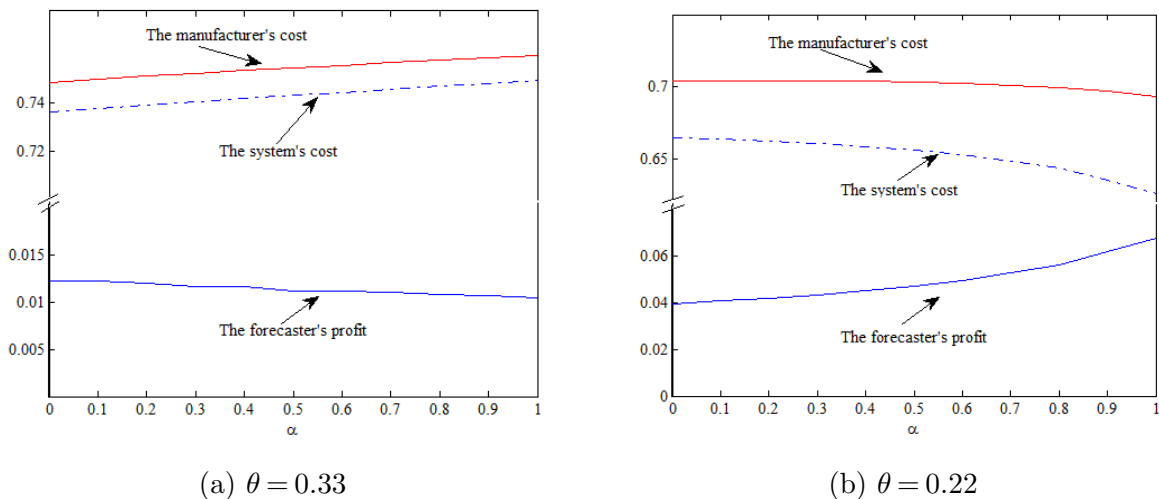 The manufacturer's cost
0.74
The system's cost
0.72
0.015
0.01
The forecaster's profit
0.005
0 0.1 0.2 0.3 0.4 0.5 0.6 0.7 0.8 0.9 1
α
(a) θ = 0.33
The manufacturer's cost
0.7
0.65
The system's cost
0.06
0.04
The forecaster's profit
0.02
0
0 0.1 0.2 0.3 0.4 0.5 0.6 0.7 0.8 0.9 1
α
(b) θ = 0.22